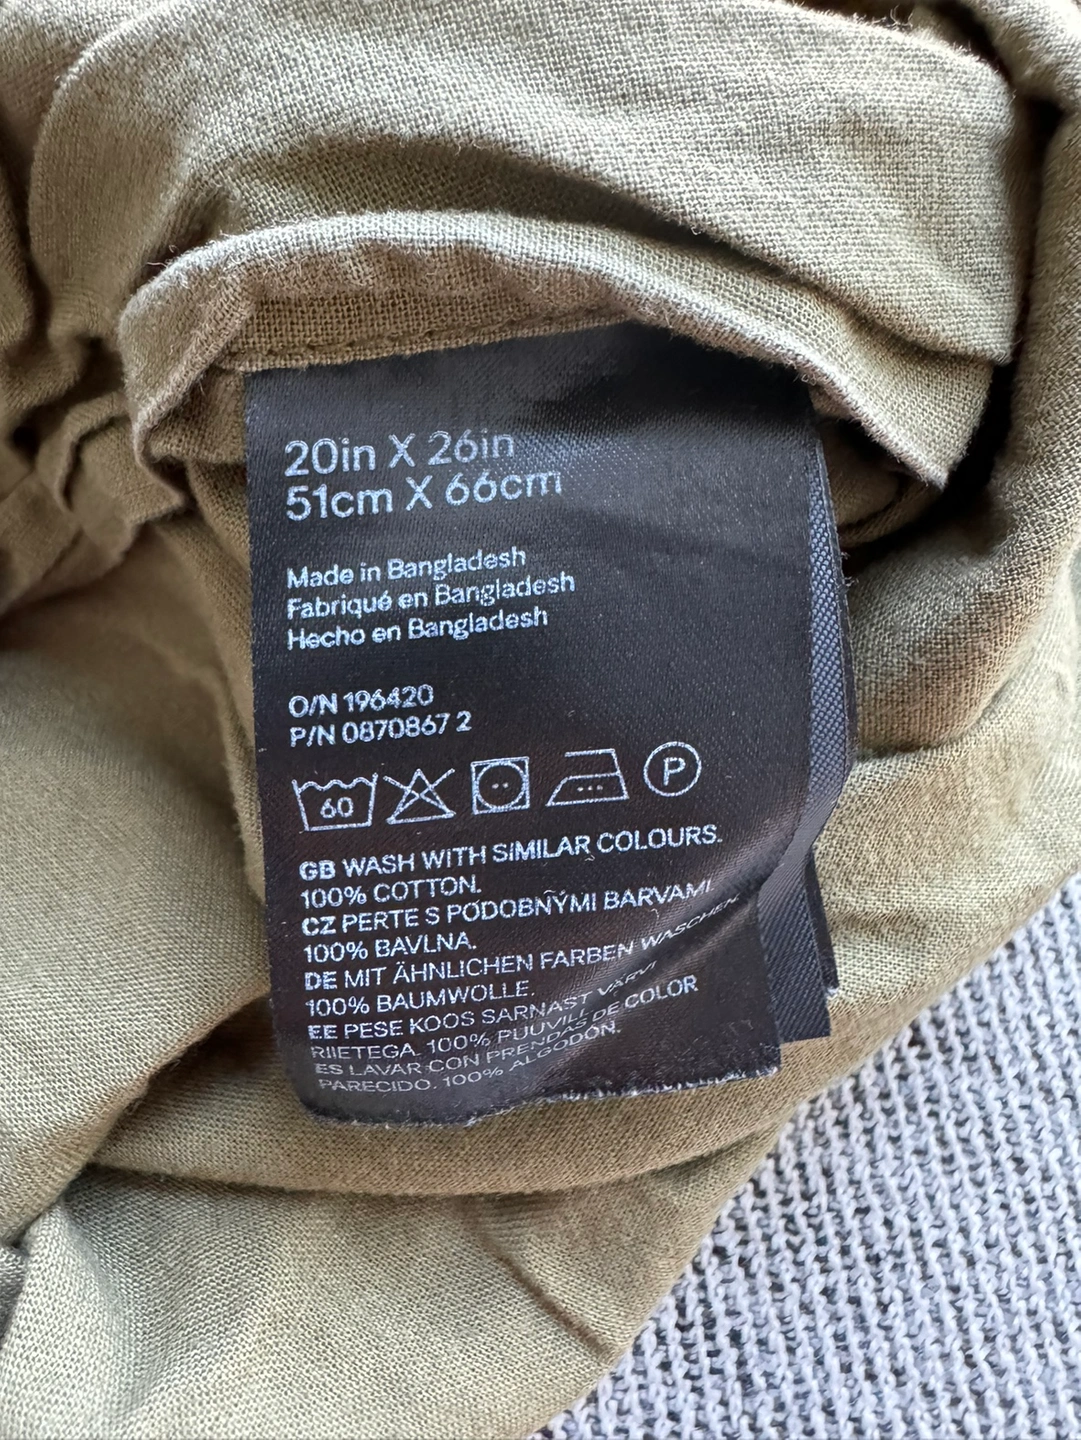 20in X 26in
51cm X 66cm
Made in Bangladesh
Fabriqué en Bangladesh
Hecho en Bangladesh
O/N 196420
P/N 0870867 2
60 P
GB WASH WITH SIMILAR COLOURS.
100% COTTON.
CZ PERTE S PODOBNÝMI BARVAMI.
100% BAVLNA.
DE MIT ÄHNLICHEN FARBEN WASCHEN.
100% BAUMWOLLE.
EE PESE KOOS SARNAST VÄRVI
RIIETEGA. 100% PUUVILL
ES LAVAR CON PRENDAS DE COLOR
PARECIDO. 100% ALGODÓN.